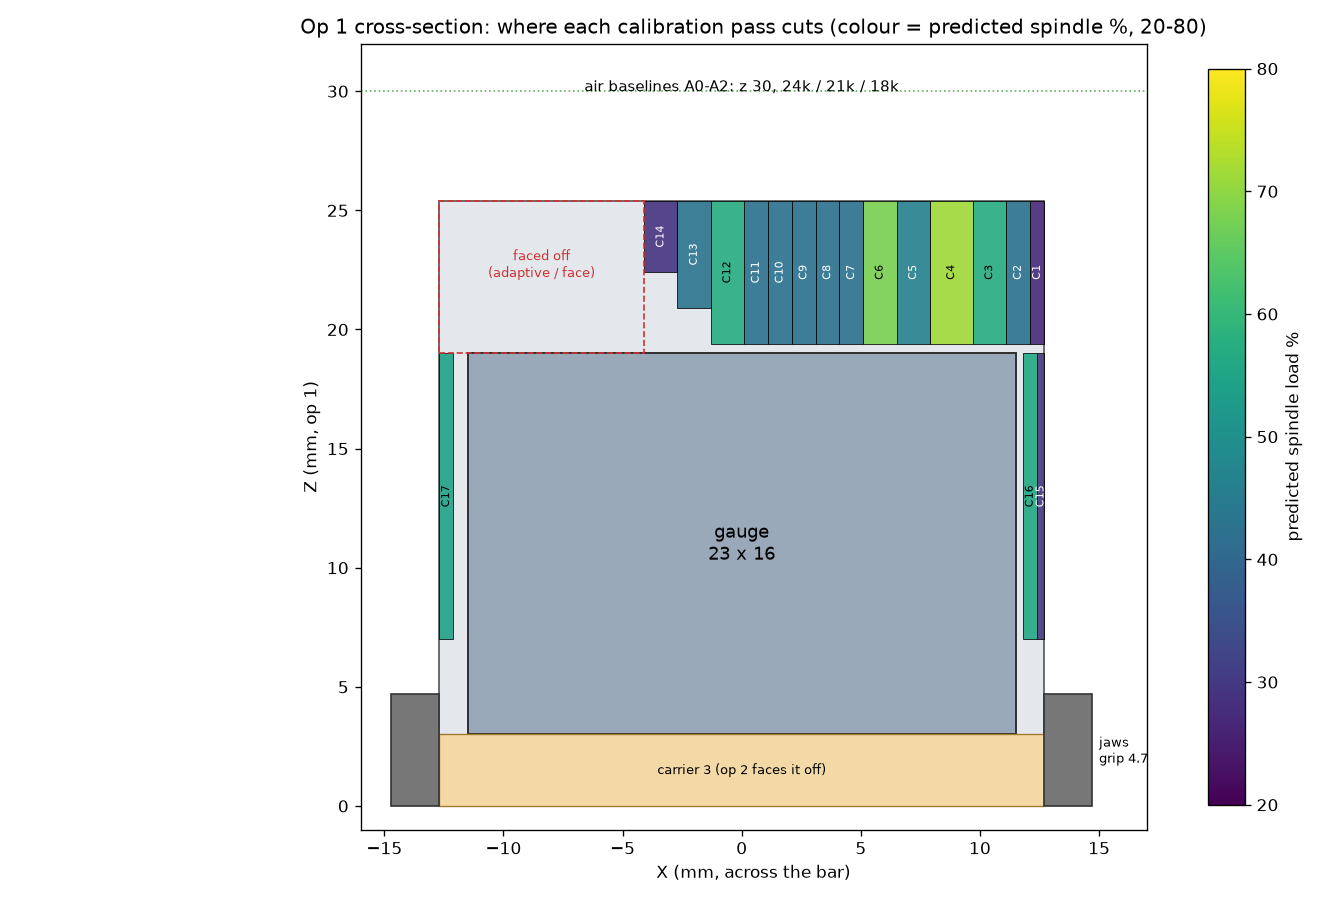 Op 1 cross-section: where each calibration pass cuts (colour = predicted spindle %, 20-80)
air baselines A0-A2: z 30, 24k / 21k / 18k
faced off
(adaptive / face)
C14
C13
C12
C11
C10
C9
C8
C7
C6
C5
C4
C3
C2
C1
C17
C16
C15
gauge
23 x 16
carrier 3 (op 2 faces it off)
jaws
grip 4.7
30
25
20
15
10
5
0
Z (mm, op 1)
−15
−10
−5
0
5
10
15
X (mm, across the bar)
80
70
60
50
40
30
20
predicted spindle load %